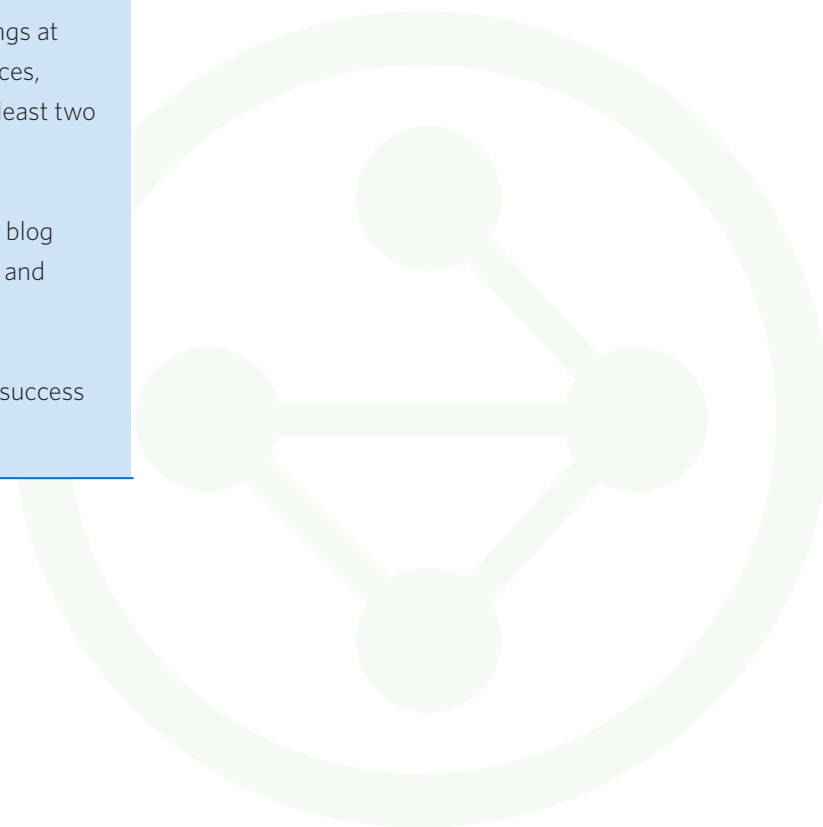 ngs at
ces,
least two
blog
and
success